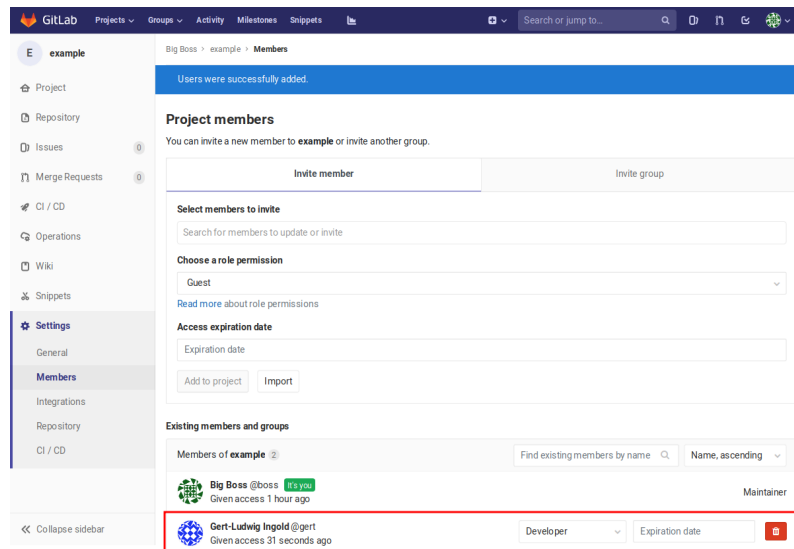 GitLab Projects Groups Activity Milestones Snippets Search or jump to...
E example
Big Boss > example > Members
Users were successfully added.
Project
Repository
Issues 0
Merge Requests 0
CI / CD
Operations
Wiki
Snippets
Settings
General
Members
Integrations
Repository
CI / CD
Collapse sidebar
Project members
You can invite a new member to example or invite another group.
Invite member Invite group
Select members to invite
Search for members to update or invite
Choose a role permission
Guest
Read more about role permissions
Access expiration date
Expiration date
Add to project Import
Existing members and groups
Members of example 2 Find existing members by name Name, ascending
Big Boss @boss It's you
Given access 1 hour ago
Maintainer
Gert-Ludwig Ingold @gert
Given access 31 seconds ago
Developer Expiration date